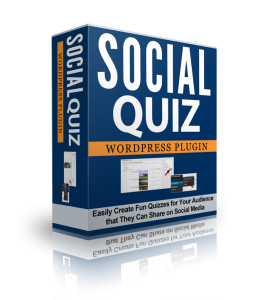 SOCIAL
QUIZ
WORDPRESS PLUGIN
Easily Create Fun Quizzes for Your Audience
that They Can Share on Social Media
SOCIAL QUIZ
WORDPRESS PLUGIN